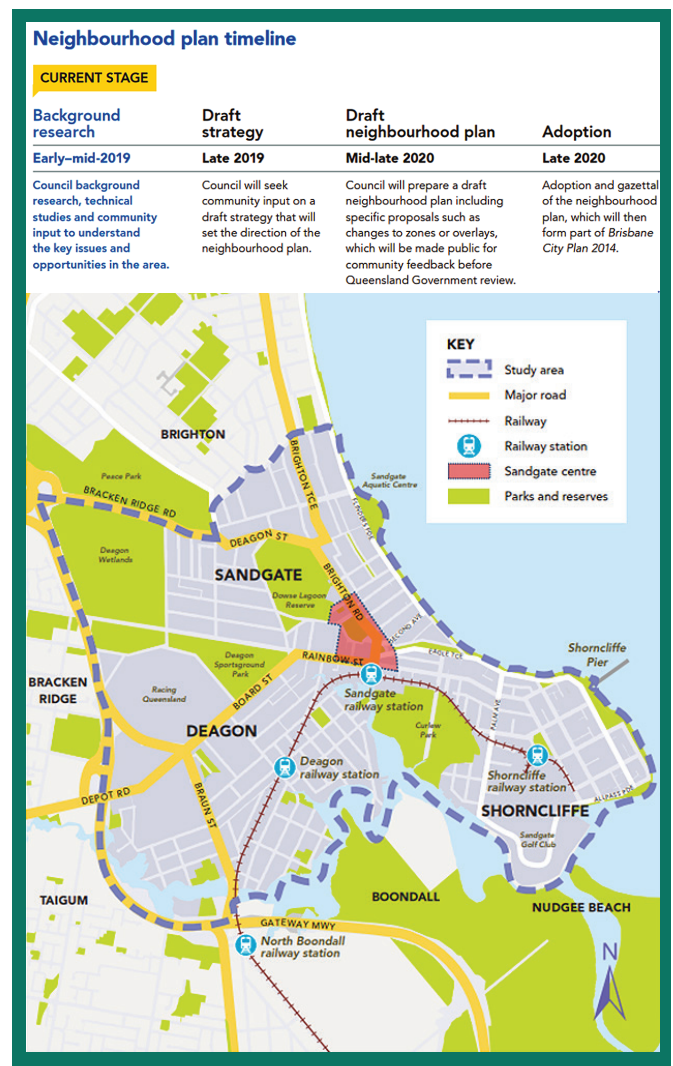 Neighbourhood plan timeline
CURRENT STAGE
Background
research
Early–mid-2019
Council background
research, technical
studies and community
input to understand
the key issues and
opportunities in the area.
Draft
strategy
Late 2019
Council will seek
community input on a
draft strategy that will
set the direction of the
neighbourhood plan.
Draft
neighbourhood plan
Mid-late 2020
Council will prepare a draft
neighbourhood plan including
specific proposals such as
changes to zones or overlays,
which will be made public for
community feedback before
Queensland Government review.
Adoption
Late 2020
Adoption and gazettal
of the neighbourhood
plan, which will then
form part of Brisbane
City Plan 2014.
KEY
Study area
Major road
Railway
Railway station
Sandgate centre
Parks and reserves
BRIGHTON
BRIGHTON TCE
Peace Park
BRACKEN RIDGE RD
Sandgate
Aquatic Centre
FLINDERS PDE
DEAGON ST
Deagon
Wetlands
SANDGATE
BRIGHTON RD
Dowse Lagoon
Reserve
SECOND AVE
RAINBOW ST
EAGLE TCE
Shorncliffe
Pier
Deagon
Sportsground
Park
BRACKEN
RIDGE
Racing
Queensland
BOARD ST
Sandgate
railway station
PALM AVE
DEAGON
Curlew
Park
Deagon
railway station
Shorncliffe
railway station
DEPOT RD
BRAUN ST
ALLPASS PDE
SHORNCLIFFE
Sandgate
Golf Club
TAIGUM
BOONDALL
NUDGEE BEACH
GATEWAY MWY
North Boondall
railway station
N